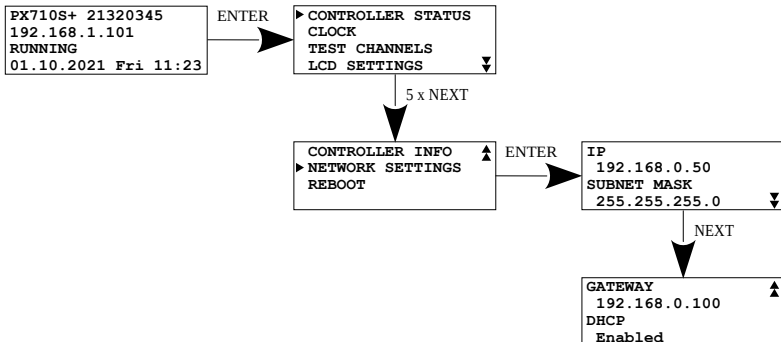 PX710S+ 21320345
192.168.1.101
RUNNING
01.10.2021 Fri 11:23
ENTER
CONTROLLER STATUS
CLOCK
TEST CHANNELS
LCD SETTINGS
5 x NEXT
CONTROLLER INFO
NETWORK SETTINGS
REBOOT
ENTER
IP
192.168.0.50
SUBNET MASK
255.255.255.0
NEXT
GATEWAY
192.168.0.100
DHCP
Enabled